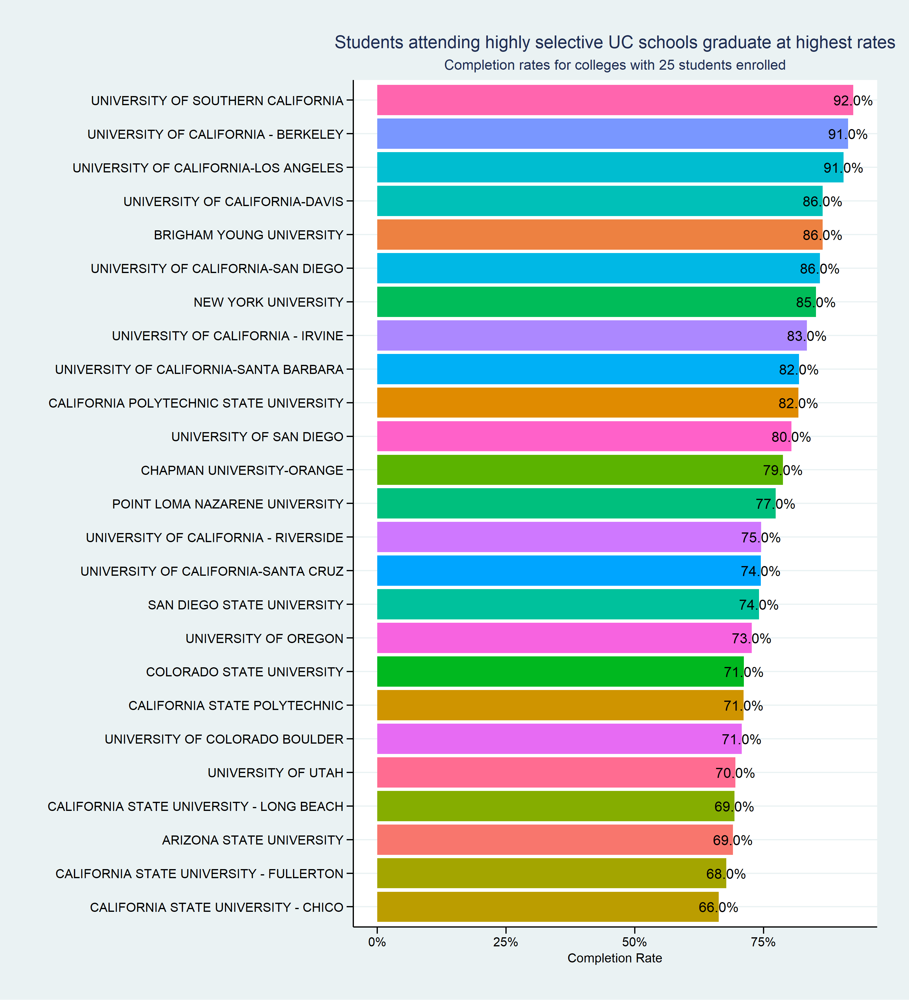 Students attending highly selective UC schools graduate at highest rates
Completion rates for colleges with 25 students enrolled
UNIVERSITY OF SOUTHERN CALIFORNIA 92.0%
UNIVERSITY OF CALIFORNIA - BERKELEY 91.0%
UNIVERSITY OF CALIFORNIA-LOS ANGELES 91.0%
UNIVERSITY OF CALIFORNIA-DAVIS 86.0%
BRIGHAM YOUNG UNIVERSITY 86.0%
UNIVERSITY OF CALIFORNIA-SAN DIEGO 86.0%
NEW YORK UNIVERSITY 85.0%
UNIVERSITY OF CALIFORNIA - IRVINE 83.0%
UNIVERSITY OF CALIFORNIA-SANTA BARBARA 82.0%
CALIFORNIA POLYTECHNIC STATE UNIVERSITY 82.0%
UNIVERSITY OF SAN DIEGO 80.0%
CHAPMAN UNIVERSITY-ORANGE 79.0%
POINT LOMA NAZARENE UNIVERSITY 77.0%
UNIVERSITY OF CALIFORNIA - RIVERSIDE 75.0%
UNIVERSITY OF CALIFORNIA-SANTA CRUZ 74.0%
SAN DIEGO STATE UNIVERSITY 74.0%
UNIVERSITY OF OREGON 73.0%
COLORADO STATE UNIVERSITY 71.0%
CALIFORNIA STATE POLYTECHNIC 71.0%
UNIVERSITY OF COLORADO BOULDER 71.0%
UNIVERSITY OF UTAH 70.0%
CALIFORNIA STATE UNIVERSITY - LONG BEACH 69.0%
ARIZONA STATE UNIVERSITY 69.0%
CALIFORNIA STATE UNIVERSITY - FULLERTON 68.0%
CALIFORNIA STATE UNIVERSITY - CHICO 66.0%
0% 25% 50% 75%
Completion Rate